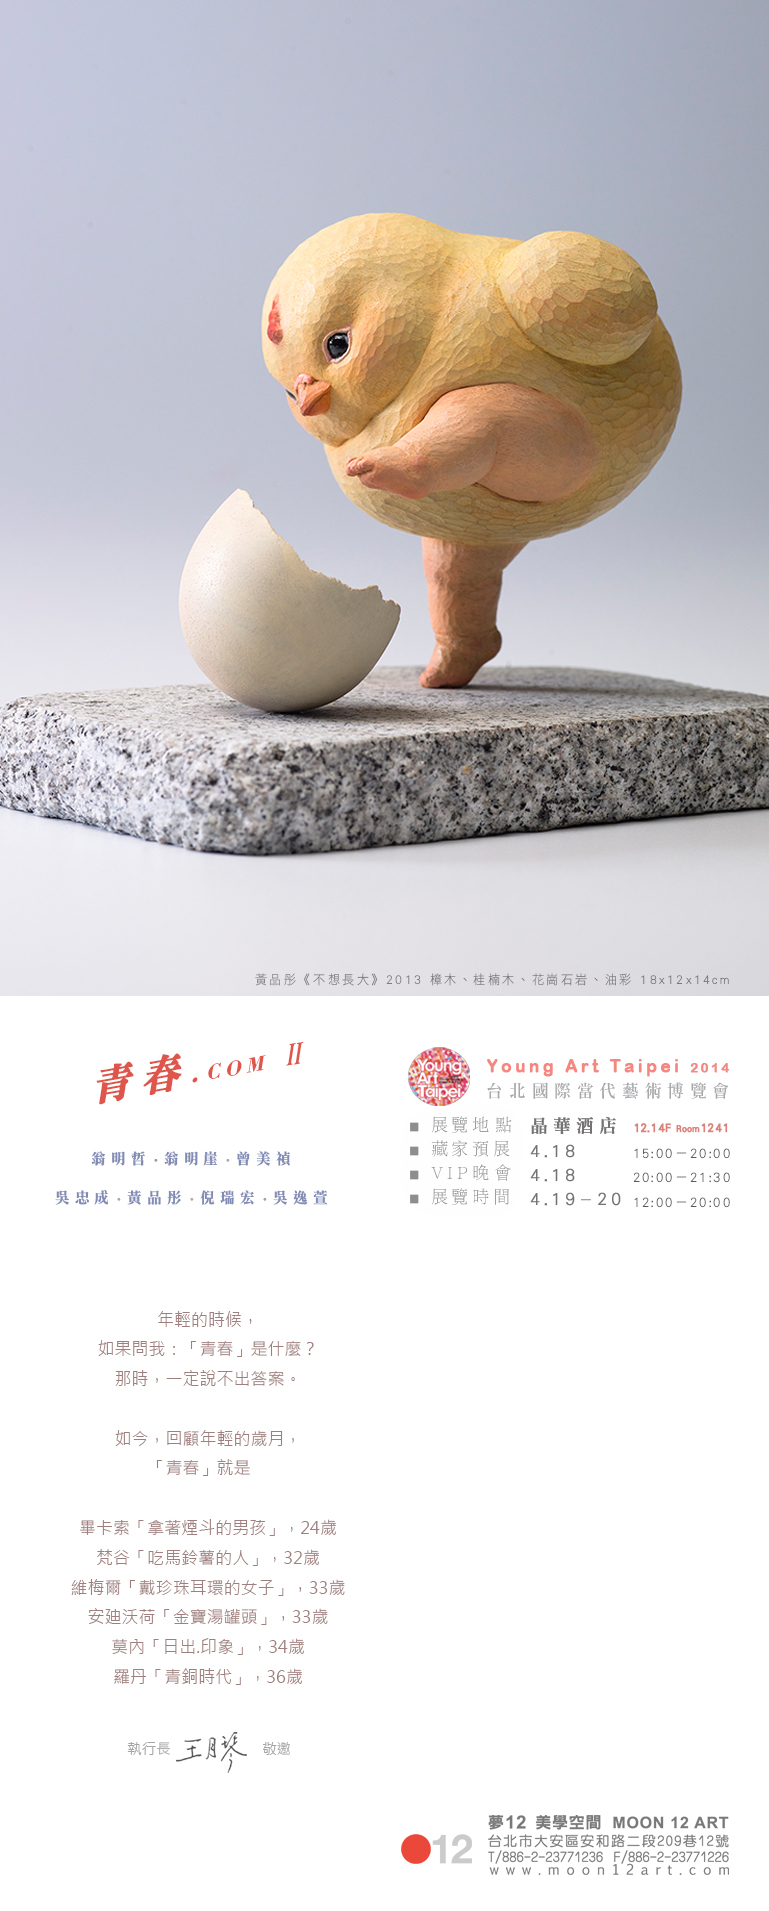 黃品彤《不想長大》2013 樟木、桂楠木、花崗石岩、油彩 18x12x14cm
青春.COM II
翁明哲.翁明崖.曾美禎
吳忠成.黃品彤.倪瑞宏.吳逸萱
Young Art Taipei
Young Art Taipei 2014
台北國際當代藝術博覽會
■ 展覽地點 晶華酒店 12.14F Room1241
■ 藏家預展 4.18 15:00－20:00
■ VIP晚會 4.18 20:00－21:30
■ 展覽時間 4.19－20 12:00－20:00
年輕的時候，
如果問我：「青春」是什麼？
那時，一定說不出答案。
如今，回顧年輕的歲月，
「青春」就是
畢卡索「拿著煙斗的男孩」，24歲
梵谷「吃馬鈴薯的人」，32歲
維梅爾「戴珍珠耳環的女子」，33歲
安廸沃荷「金寶湯罐頭」，33歲
莫內「日出.印象」，34歲
羅丹「青銅時代」，36歲
執行長 王月琴 敬邀
12
夢12 美學空間 MOON 12 ART
台北市大安區安和路二段209巷12號
T/886-2-23771236 F/886-2-23771226
www.moon12art.com